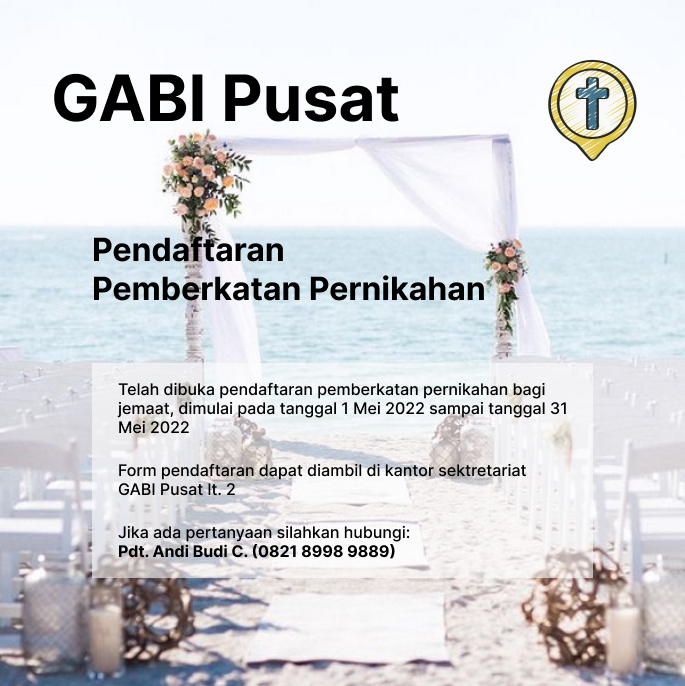 GABI Pusat
Pendaftaran
Pemberkatan Pernikahan
Telah dibuka pendaftaran pemberkatan pernikahan bagi
jemaat, dimulai pada tanggal 1 Mei 2022 sampai tanggal 31
Mei 2022
Form pendaftaran dapat diambil di kantor sektretariat
GABI Pusat lt. 2
Jika ada pertanyaan silahkan hubungi:
Pdt. Andi Budi C. (0821 8998 9889)